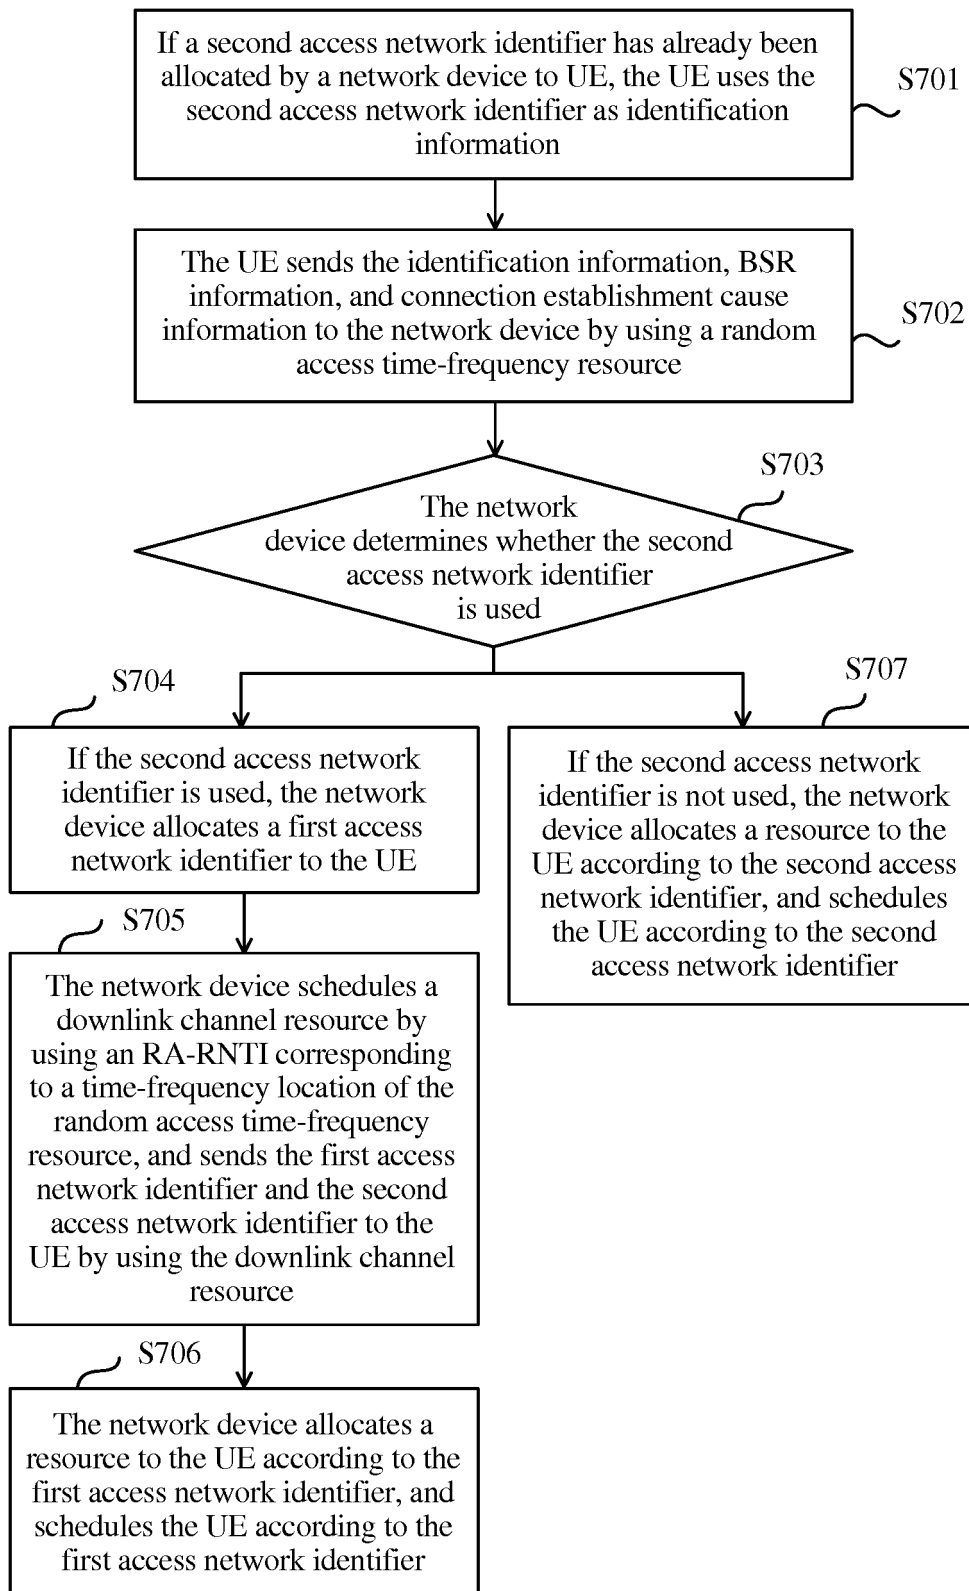 If a second access network identifier has already been
allocated by a network device to UE, the UE uses the
second access network identifier as identification
information
S701
The UE sends the identification information, BSR
information, and connection establishment cause
information to the network device by using a random
access time-frequency resource
S702
S703
The network
device determines whether the second
access network identifier
is used
S704
If the second access network
identifier is used, the network
device allocates a first access
network identifier to the UE
S707
If the second access network
identifier is not used, the network
device allocates a resource to the
UE according to the second access
network identifier, and schedules
the UE according to the second
access network identifier
S705
The network device schedules a
downlink channel resource by
using an RA-RNTI corresponding
to a time-frequency location of the
random access time-frequency
resource, and sends the first access
network identifier and the second
access network identifier to the
UE by using the downlink channel
resource
S706
The network device allocates a
resource to the UE according to the
first access network identifier, and
schedules the UE according to the
first access network identifier